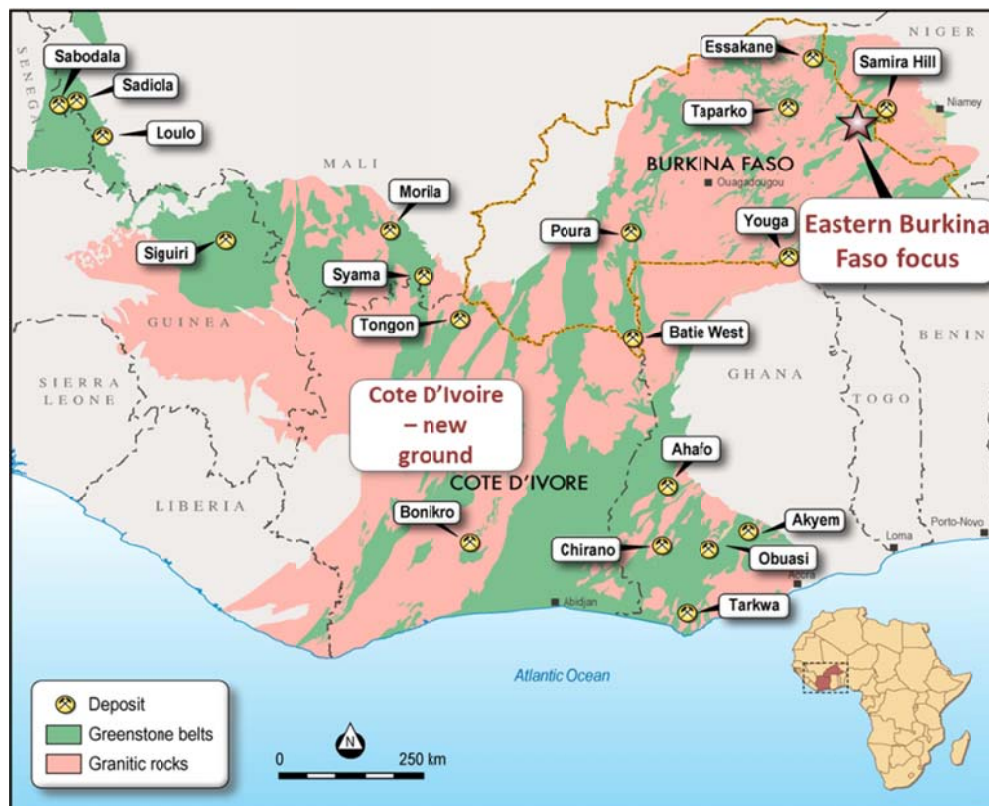 SENEGAL
Sabodala
Sadiola
Loulo
MALI
Morila
Siguiri
Syama
GUINEA
Tongon
SIERRA
LEONE
LIBERIA
Essakane
NIGER
Samira Hill
Niamey
Taparko
BURKINA FASO
Ouagadougou
Poura
Youga
Eastern Burkina
Faso focus
Batie West
BENIN
GHANA
TOGO
Cote D'Ivoire
– new
ground
COTE D'IVORE
Ahafo
Bonikro
Akyem
Chirano
Obuasi
Loma
Porto-Novo
Accra
Abidjan
Tarkwa
Atlantic Ocean
Deposit
Greenstone belts
Granitic rocks
N
0 250 km